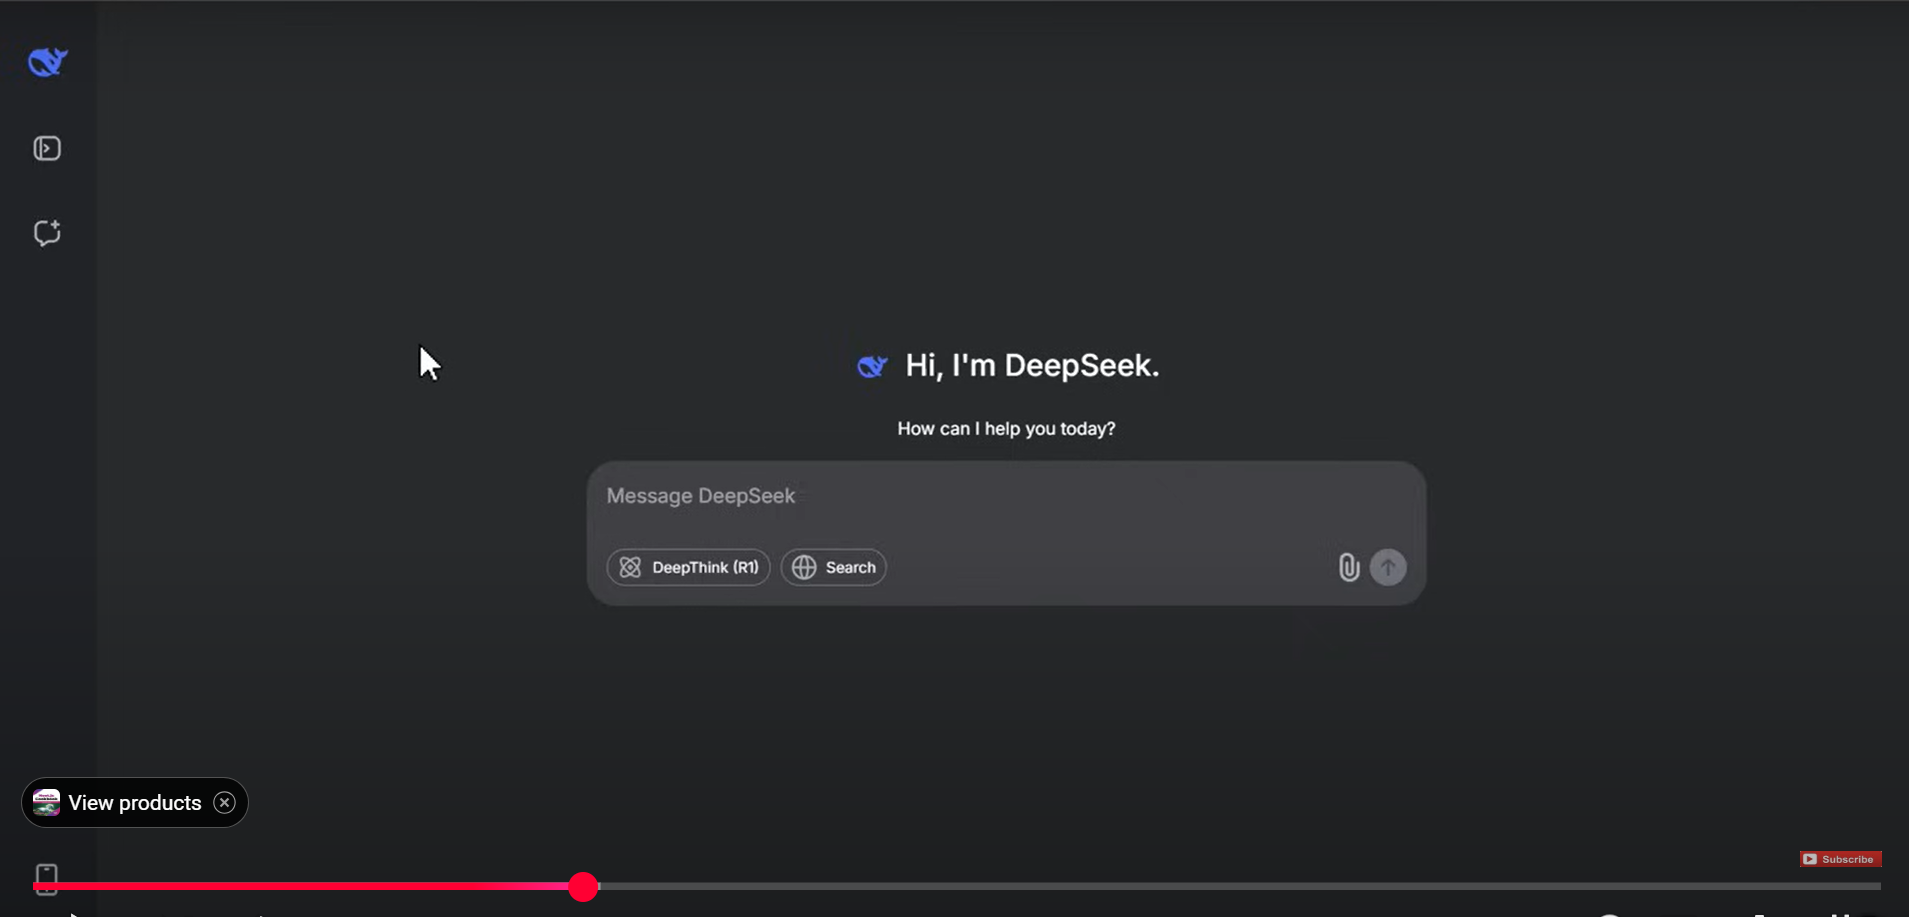 Hi, I'm DeepSeek.
How can I help you today?
Message DeepSeek
DeepThink (R1)
Search
View products
Subscribe